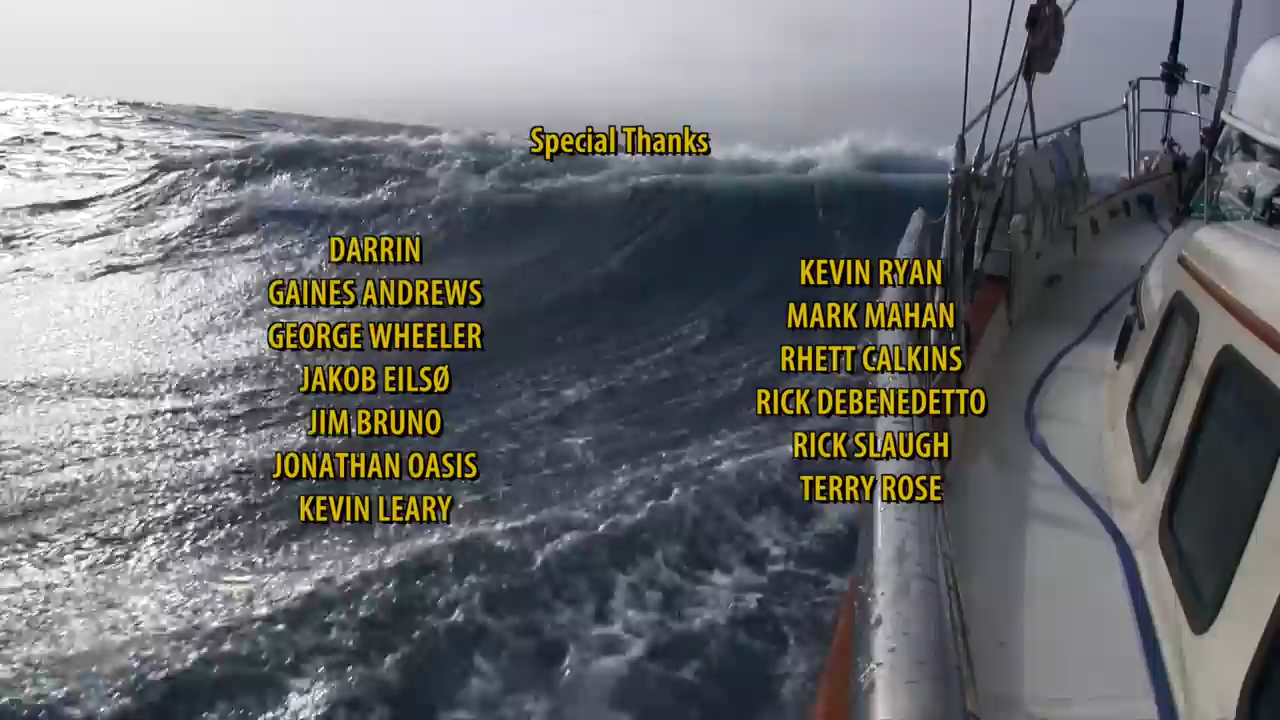 Special Thanks
DARRIN
GAINES ANDREWS
GEORGE WHEELER
JAKOB EILSØ
JIM BRUNO
JONATHAN OASIS
KEVIN LEARY
KEVIN RYAN
MARK MAHAN
RHETT CALKINS
RICK DEBENEDETTO
RICK SLAUGH
TERRY ROSE